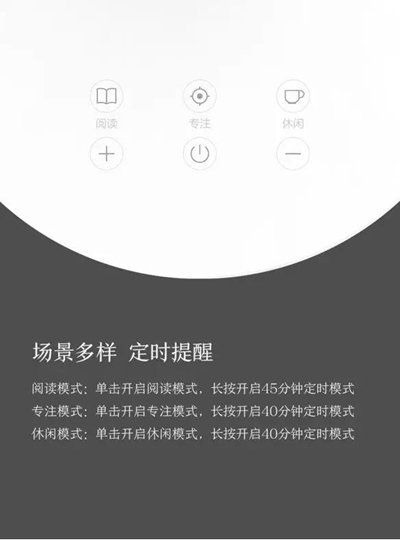 阅读 专注 休闲
场景多样 定时提醒
阅读模式：单击开启阅读模式，长按开启45分钟定时模式
专注模式：单击开启专注模式，长按开启40分钟定时模式
休闲模式：单击开启休闲模式，长按开启40分钟定时模式